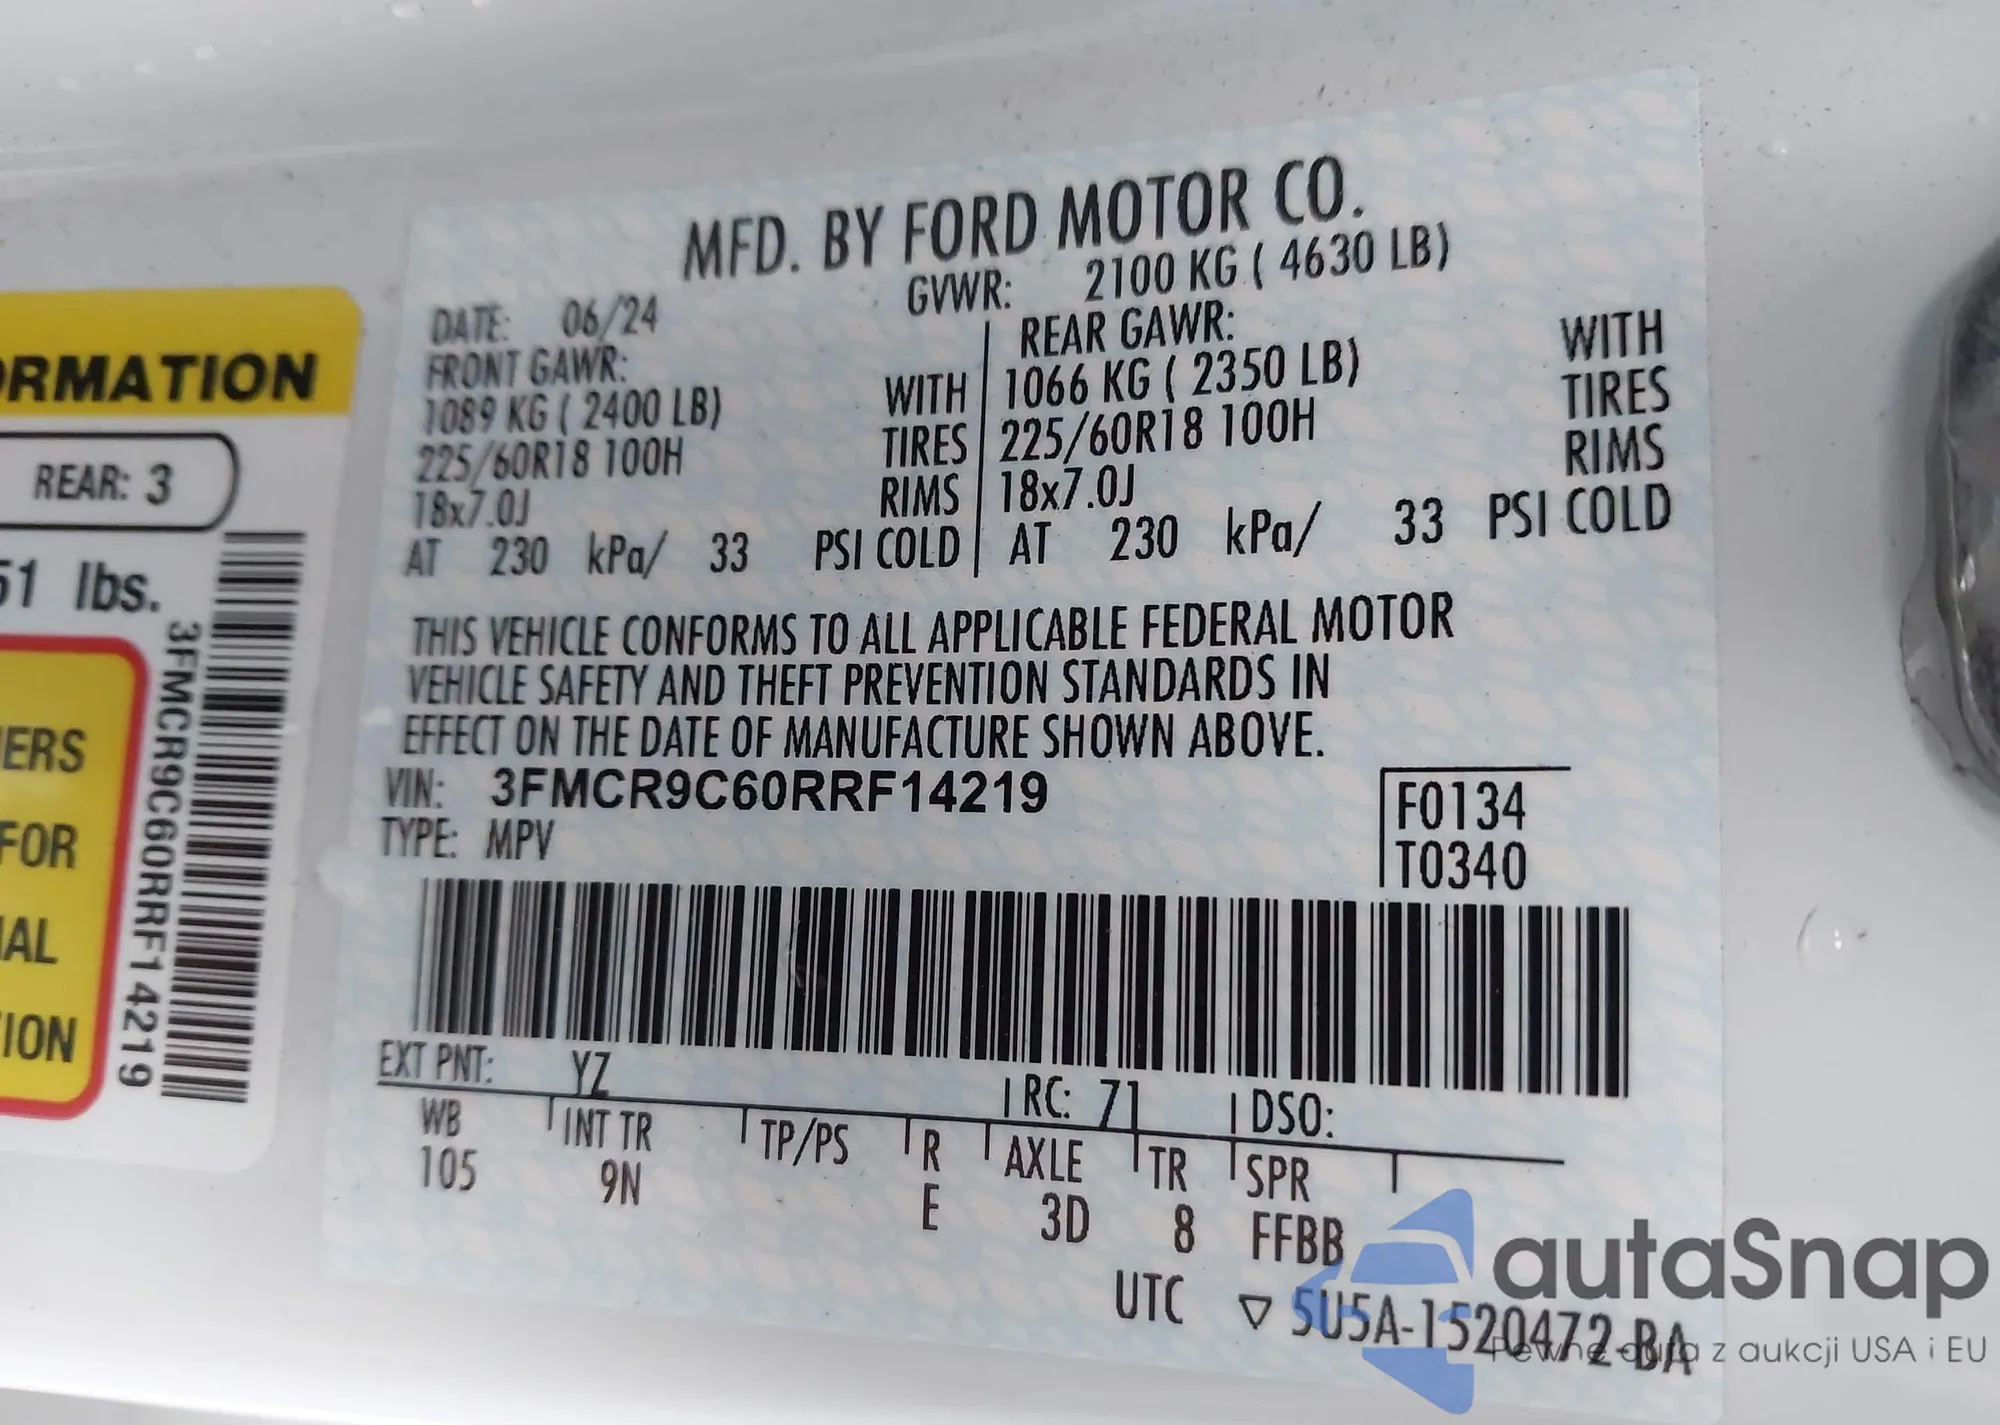 ORMATION
REAR: 3
51 lbs.
3FMCR9C60RRF14219
ERS
FOR
IAL
ION
MFD. BY FORD MOTOR CO.
DATE: 06/24 GVWR: 2100 KG ( 4630 LB)
FRONT GAWR: REAR GAWR:
1089 KG ( 2400 LB) WITH 1066 KG ( 2350 LB) WITH
225/60R18 100H TIRES 225/60R18 100H TIRES
18x7.0J RIMS 18x7.0J RIMS
AT 230 kPa/ 33 PSI COLD AT 230 kPa/ 33 PSI COLD
THIS VEHICLE CONFORMS TO ALL APPLICABLE FEDERAL MOTOR
VEHICLE SAFETY AND THEFT PREVENTION STANDARDS IN
EFFECT ON THE DATE OF MANUFACTURE SHOWN ABOVE.
VIN: 3FMCR9C60RRF14219
TYPE: MPV
F0134
T0340
EXT PNT: YZ RC: 71 DSO:
WB INT TR TP/PS R AXLE TR SPR
105 9N E 3D 8 FFBB
UTC ▽ 5U5A-1520472-BA
autaSnap
Pewne auta z aukcji USA i EU